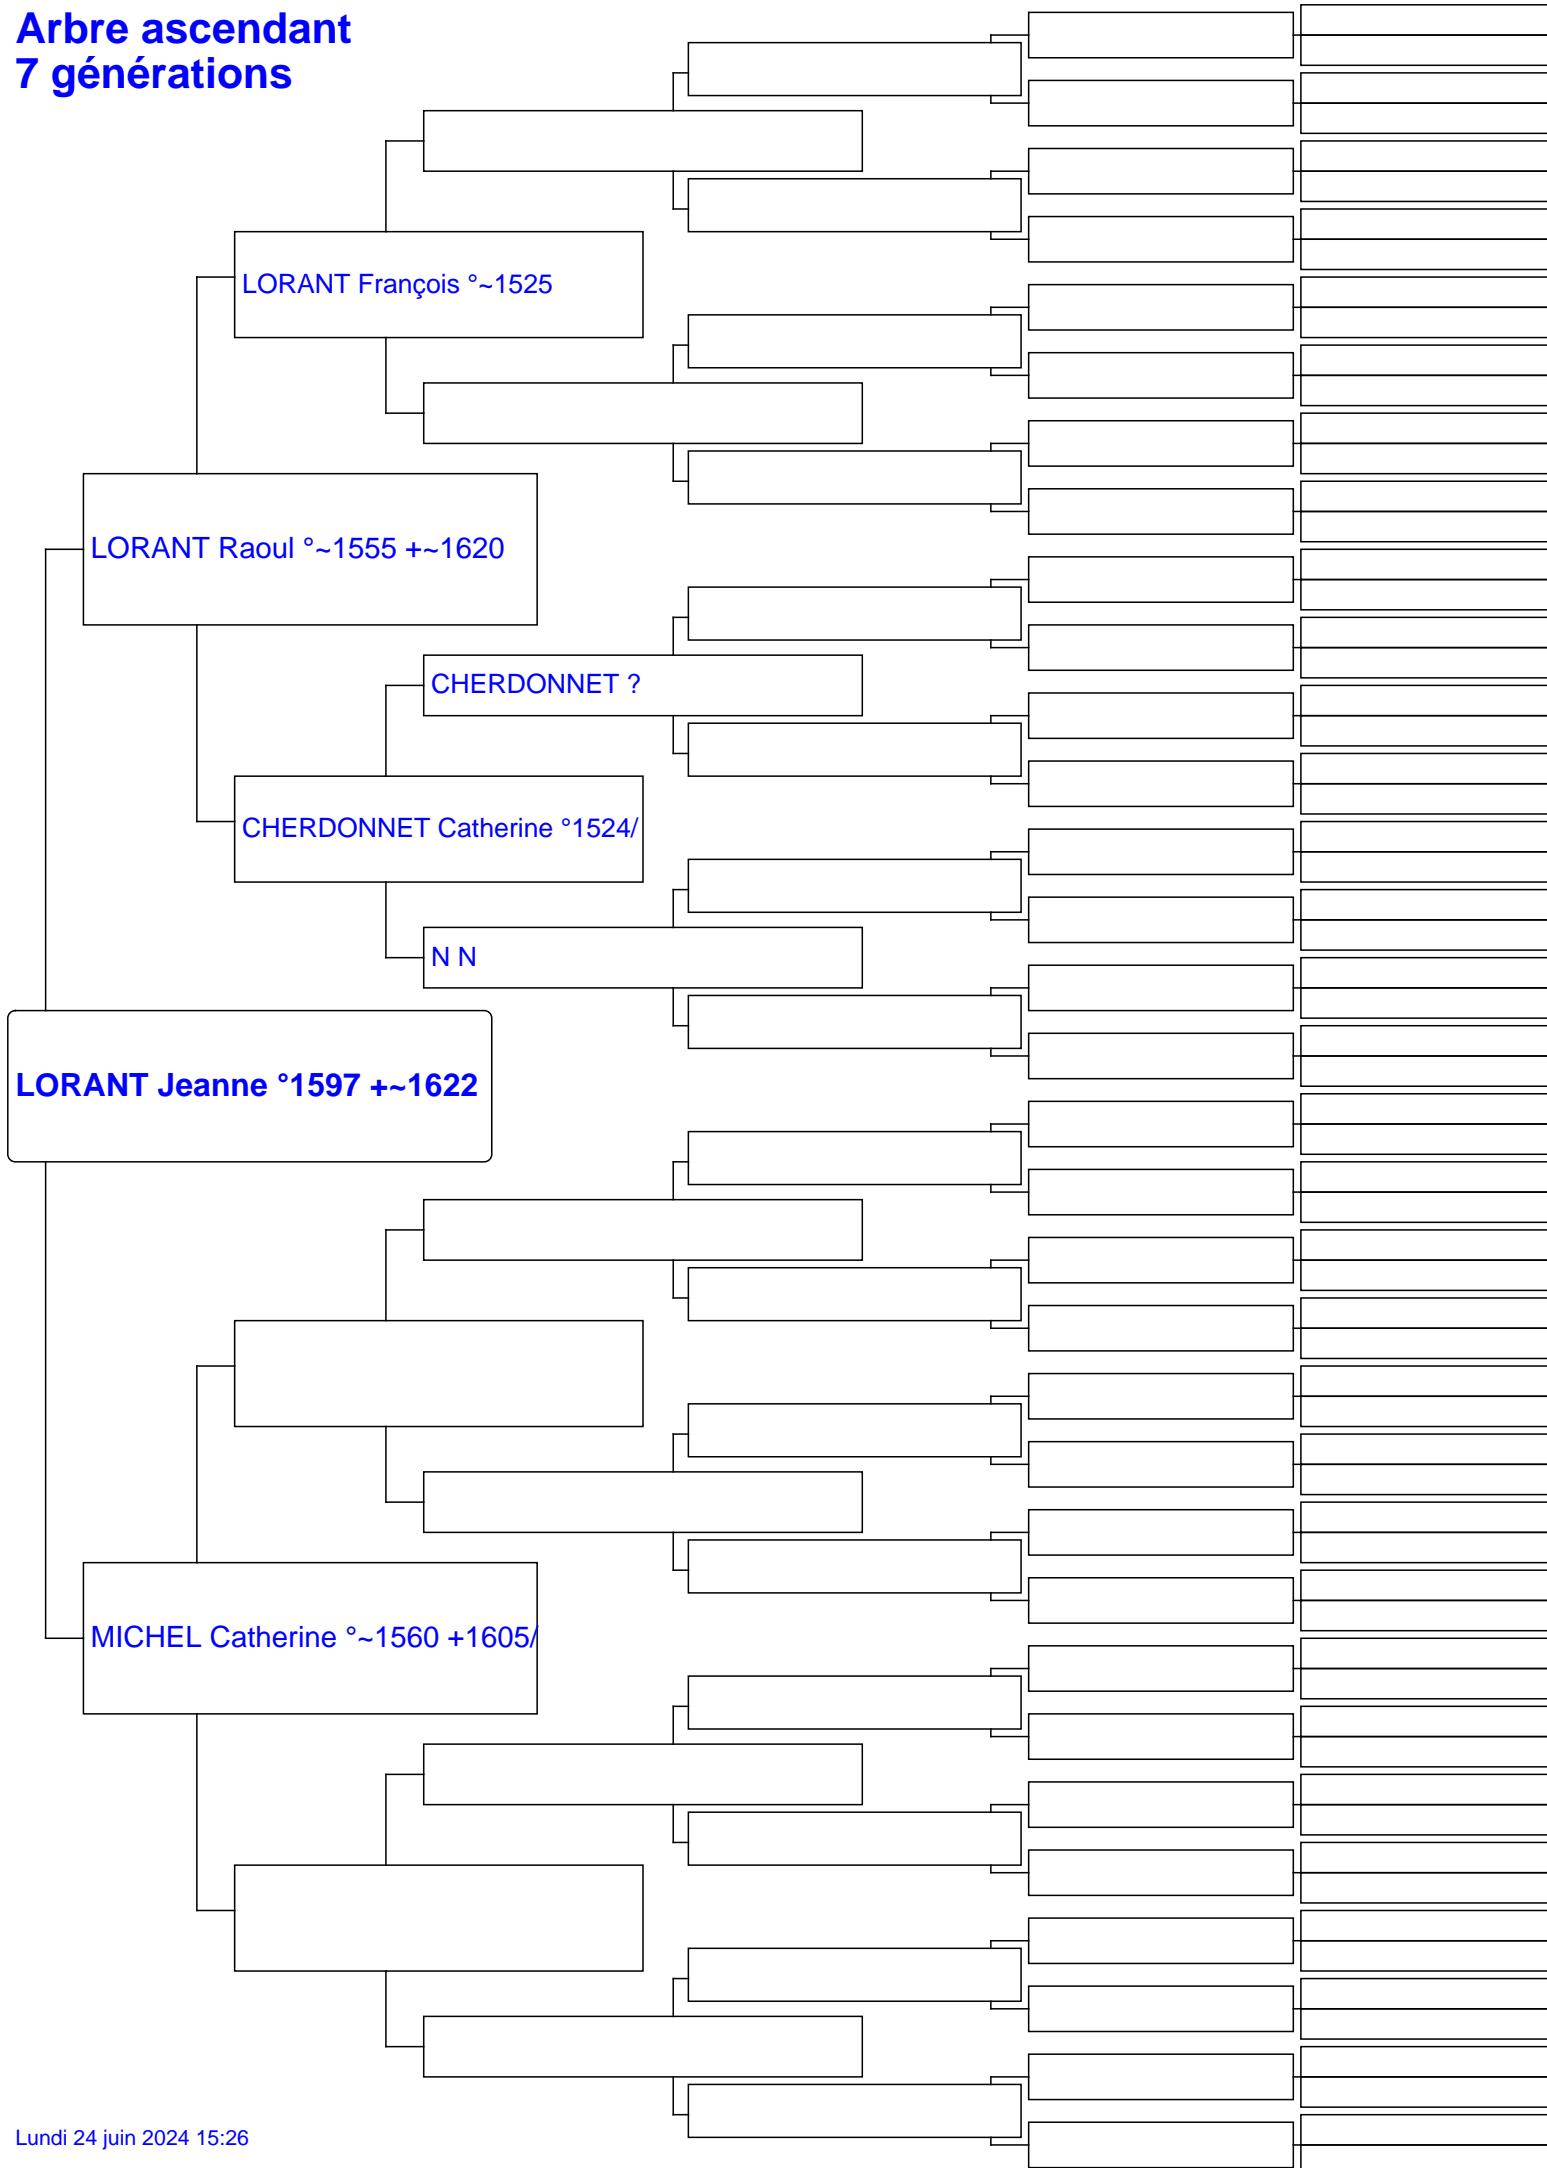 Arbre ascendant
7 générations
LORANT François °~1525
LORANT Raoul °~1555 +~1620
CHERDONNET ?
CHERDONNET Catherine °1524/
N N
LORANT Jeanne °1597 +~1622
MICHEL Catherine °~1560 +1605/
Lundi 24 juin 2024 15:26